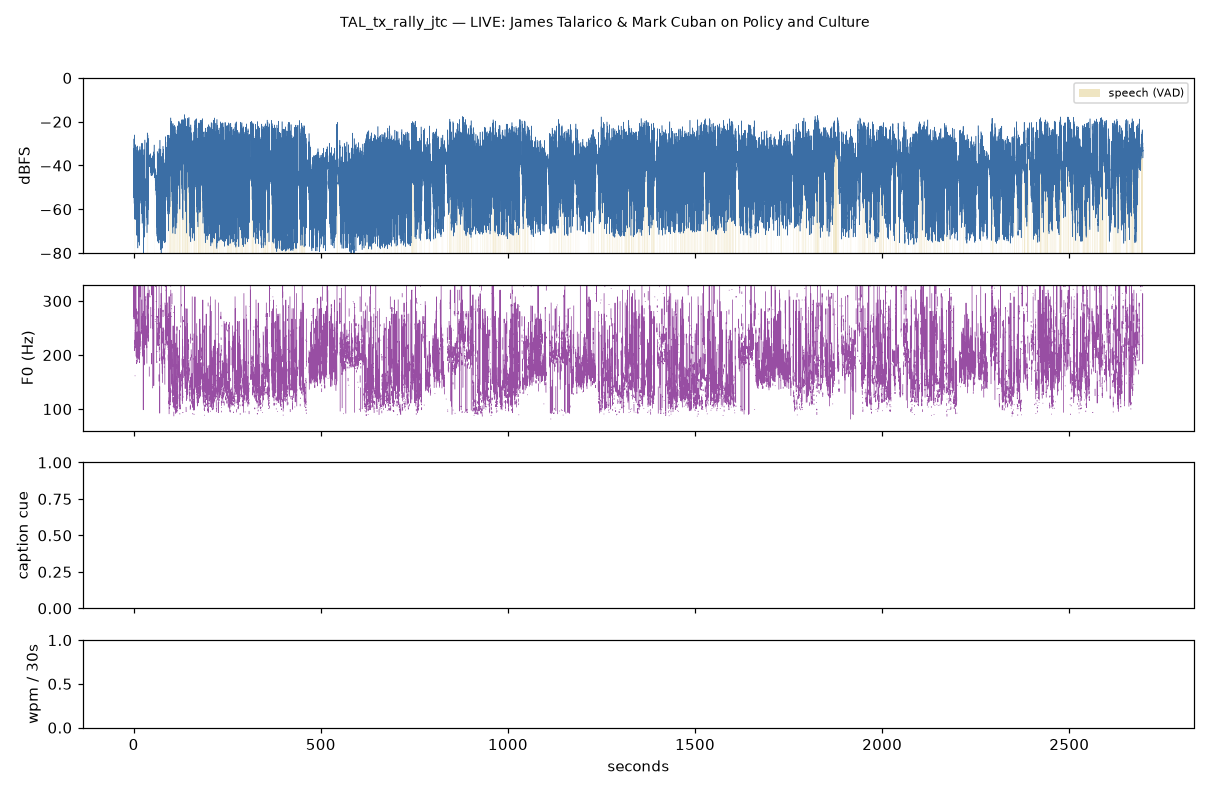 TAL_tx_rally_jtc — LIVE: James Talarico & Mark Cuban on Policy and Culture
0
−20
−40
−60
−80
dBFS
speech (VAD)
300
200
100
F0 (Hz)
1.00
0.75
0.50
0.25
0.00
caption cue
1.0
0.5
0.0
wpm / 30s
0 500 1000 1500 2000 2500
seconds